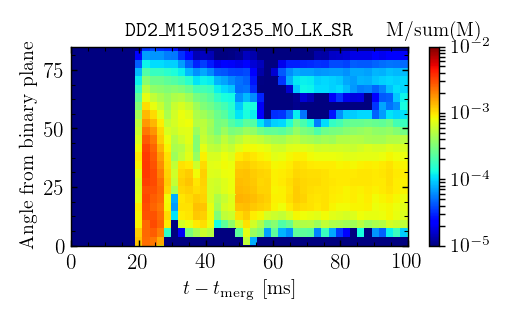 DD2_M15091235_M0_LK_SR
M/sum(M)
Angle from binary plane
75
50
25
0
0 20 40 60 80 100
t − t_merg [ms]
10^−2
10^−3
10^−4
10^−5